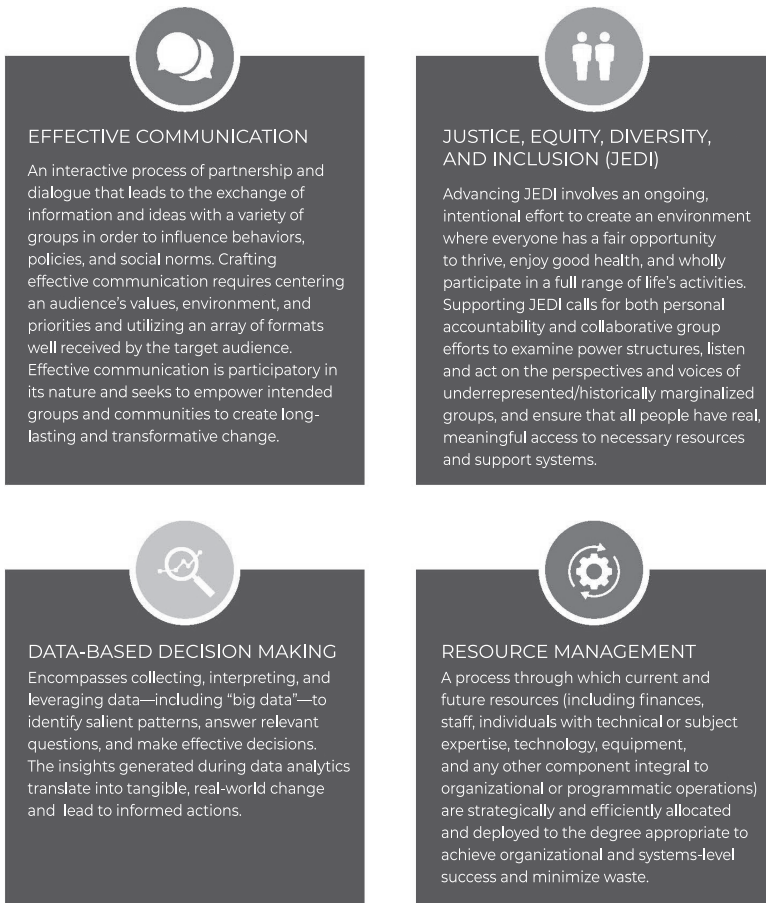 EFFECTIVE COMMUNICATION
An interactive process of partnership and
dialogue that leads to the exchange of
information and ideas with a variety of
groups in order to influence behaviors,
policies, and social norms. Crafting
effective communication requires centering
an audience's values, environment, and
priorities and utilizing an array of formats
well received by the target audience.
Effective communication is participatory in
its nature and seeks to empower intended
groups and communities to create long-
lasting and transformative change.
JUSTICE, EQUITY, DIVERSITY,
AND INCLUSION (JEDI)
Advancing JEDI involves an ongoing,
intentional effort to create an environment
where everyone has a fair opportunity
to thrive, enjoy good health, and wholly
participate in a full range of life's activities.
Supporting JEDI calls for both personal
accountability and collaborative group
efforts to examine power structures, listen
and act on the perspectives and voices of
underrepresented/historically marginalized
groups, and ensure that all people have real,
meaningful access to necessary resources
and support systems.
DATA-BASED DECISION MAKING
Encompasses collecting, interpreting, and
leveraging data—including "big data"—to
identify salient patterns, answer relevant
questions, and make effective decisions.
The insights generated during data analytics
translate into tangible, real-world change
and lead to informed actions.
RESOURCE MANAGEMENT
A process through which current and
future resources (including finances,
staff, individuals with technical or subject
expertise, technology, equipment,
and any other component integral to
organizational or programmatic operations)
are strategically and efficiently allocated
and deployed to the degree appropriate to
achieve organizational and systems-level
success and minimize waste.